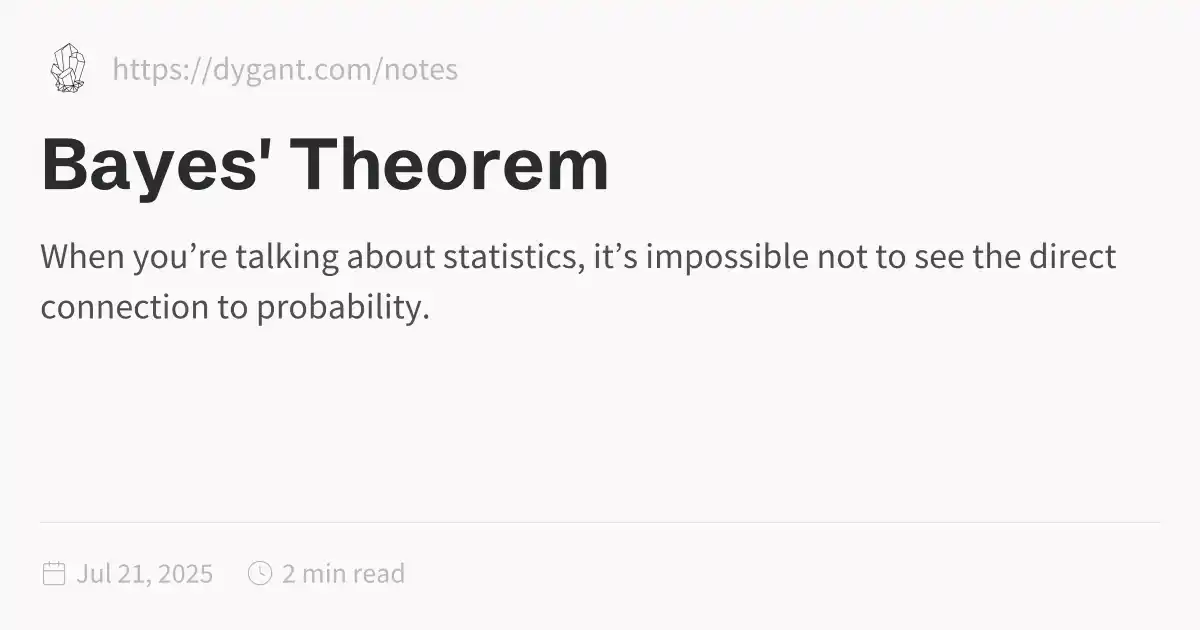 https://dygant.com/notes
Bayes' Theorem
When you’re talking about statistics, it’s impossible not to see the direct
connection to probability.
Jul 21, 2025 2 min read